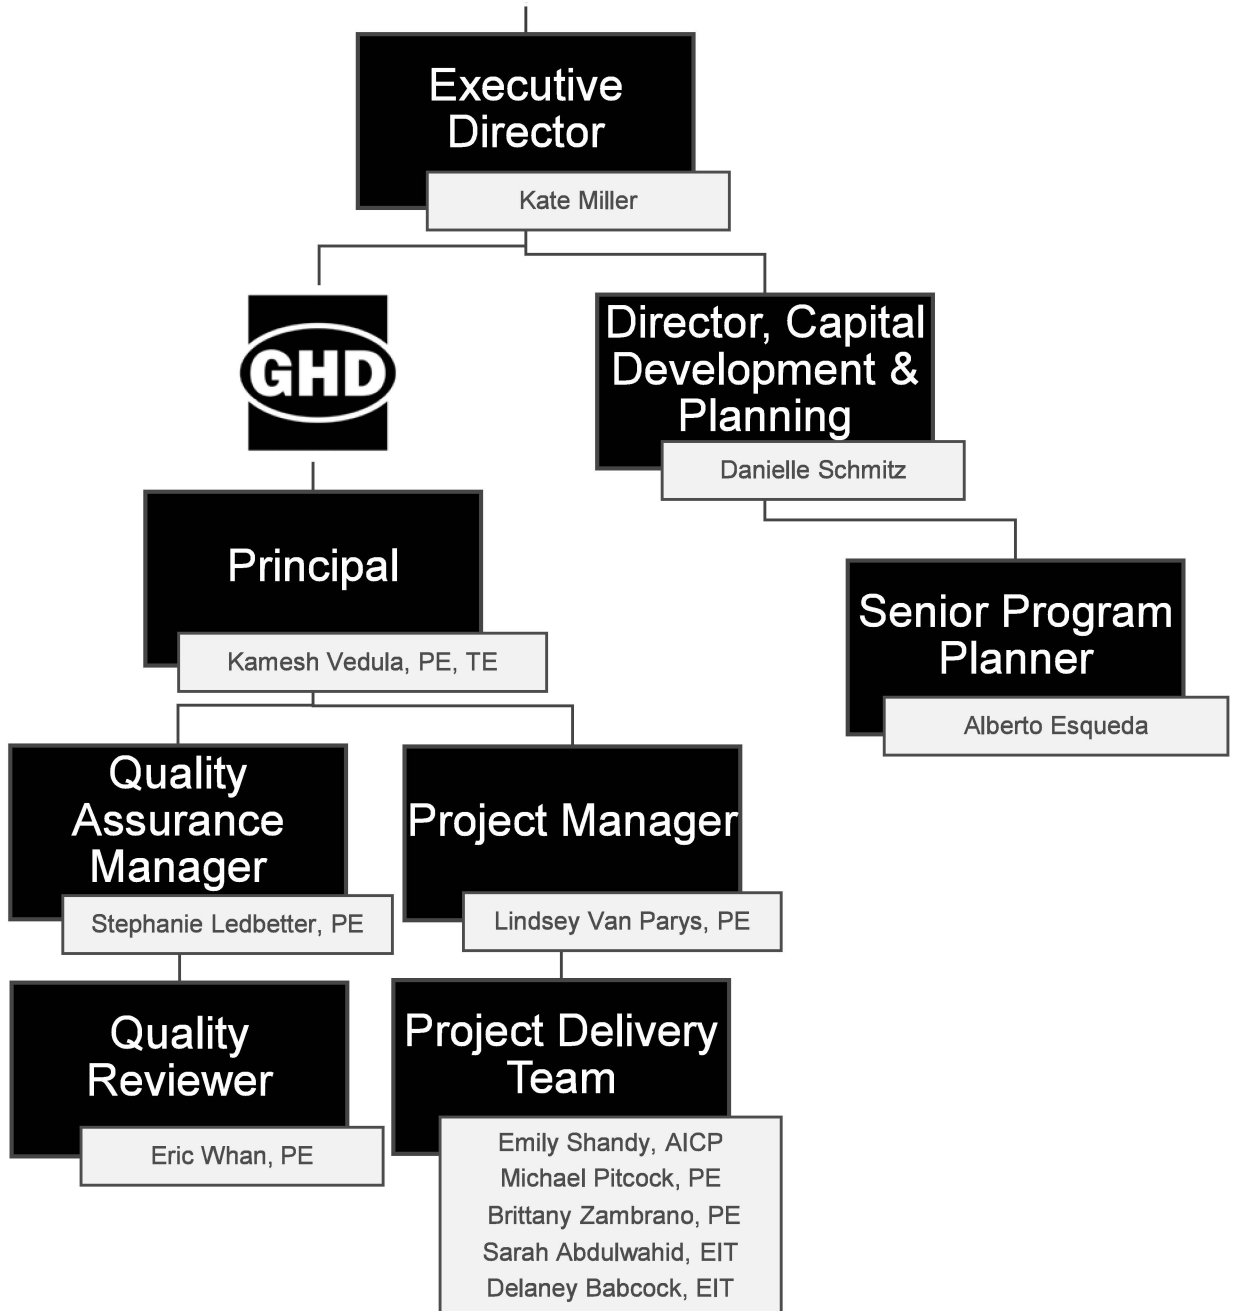 Executive
Director
Kate Miller
GHD
Director, Capital
Development &
Planning
Danielle Schmitz
Principal
Kamesh Vedula, PE, TE
Senior Program
Planner
Alberto Esqueda
Quality
Assurance
Manager
Stephanie Ledbetter, PE
Project Manager
Lindsey Van Parys, PE
Quality
Reviewer
Eric Whan, PE
Project Delivery
Team
Emily Shandy, AICP
Michael Pitcock, PE
Brittany Zambrano, PE
Sarah Abdulwahid, EIT
Delaney Babcock, EIT